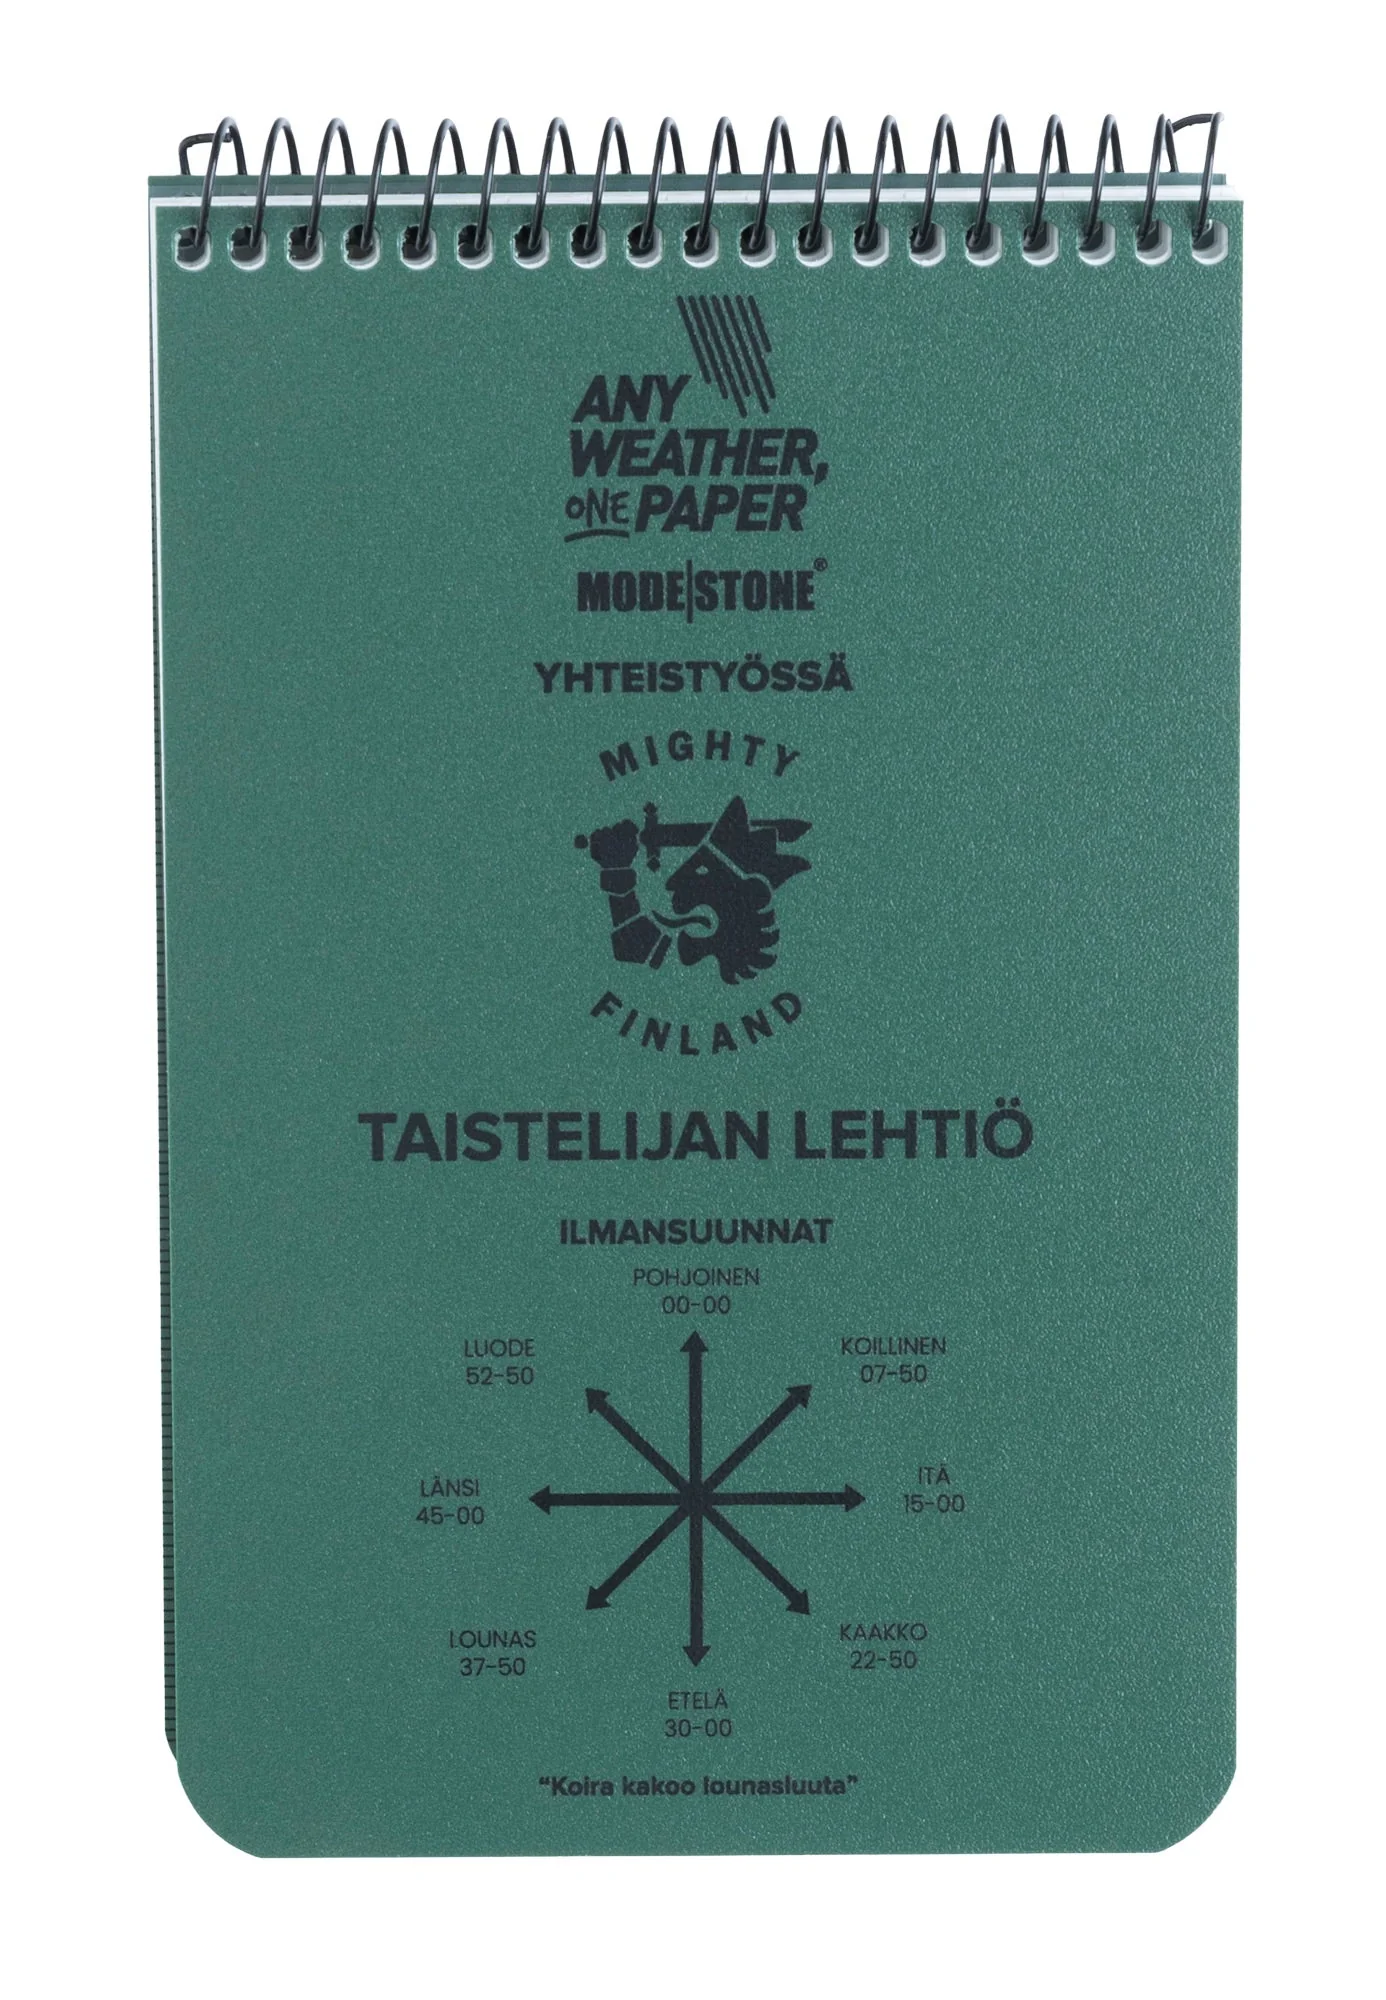 ANY
WEATHER,
ONE PAPER
MODE|STONE®
YHTEISTYÖSSÄ
MIGHTY
FINLAND
TAISTELIJAN LEHTIÖ
ILMANSUUNNAT
POHJOINEN
00-00
LUODE
52-50
KOILLINEN
07-50
LÄNSI
45-00
ITÄ
15-00
LOUNAS
37-50
KAAKKO
22-50
ETELÄ
30-00
“Koira kakoo lounasluuta”